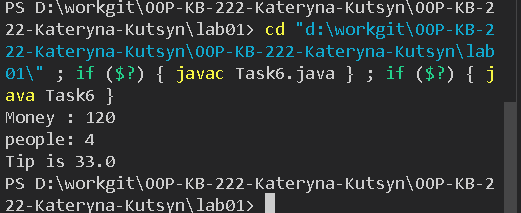 PS D:\workgit\OOP-KB-222-Kateryna-Kutsyn\OOP-KB-2
22-Kateryna-Kutsyn\lab01> cd "d:\workgit\OOP-KB-2
22-Kateryna-Kutsyn\OOP-KB-222-Kateryna-Kutsyn\lab
01\" ; if ($?) { javac Task6.java } ; if ($?) { j
ava Task6 }
Money : 120
people: 4
Tip is 33.0
PS D:\workgit\OOP-KB-222-Kateryna-Kutsyn\OOP-KB-2
22-Kateryna-Kutsyn\lab01>